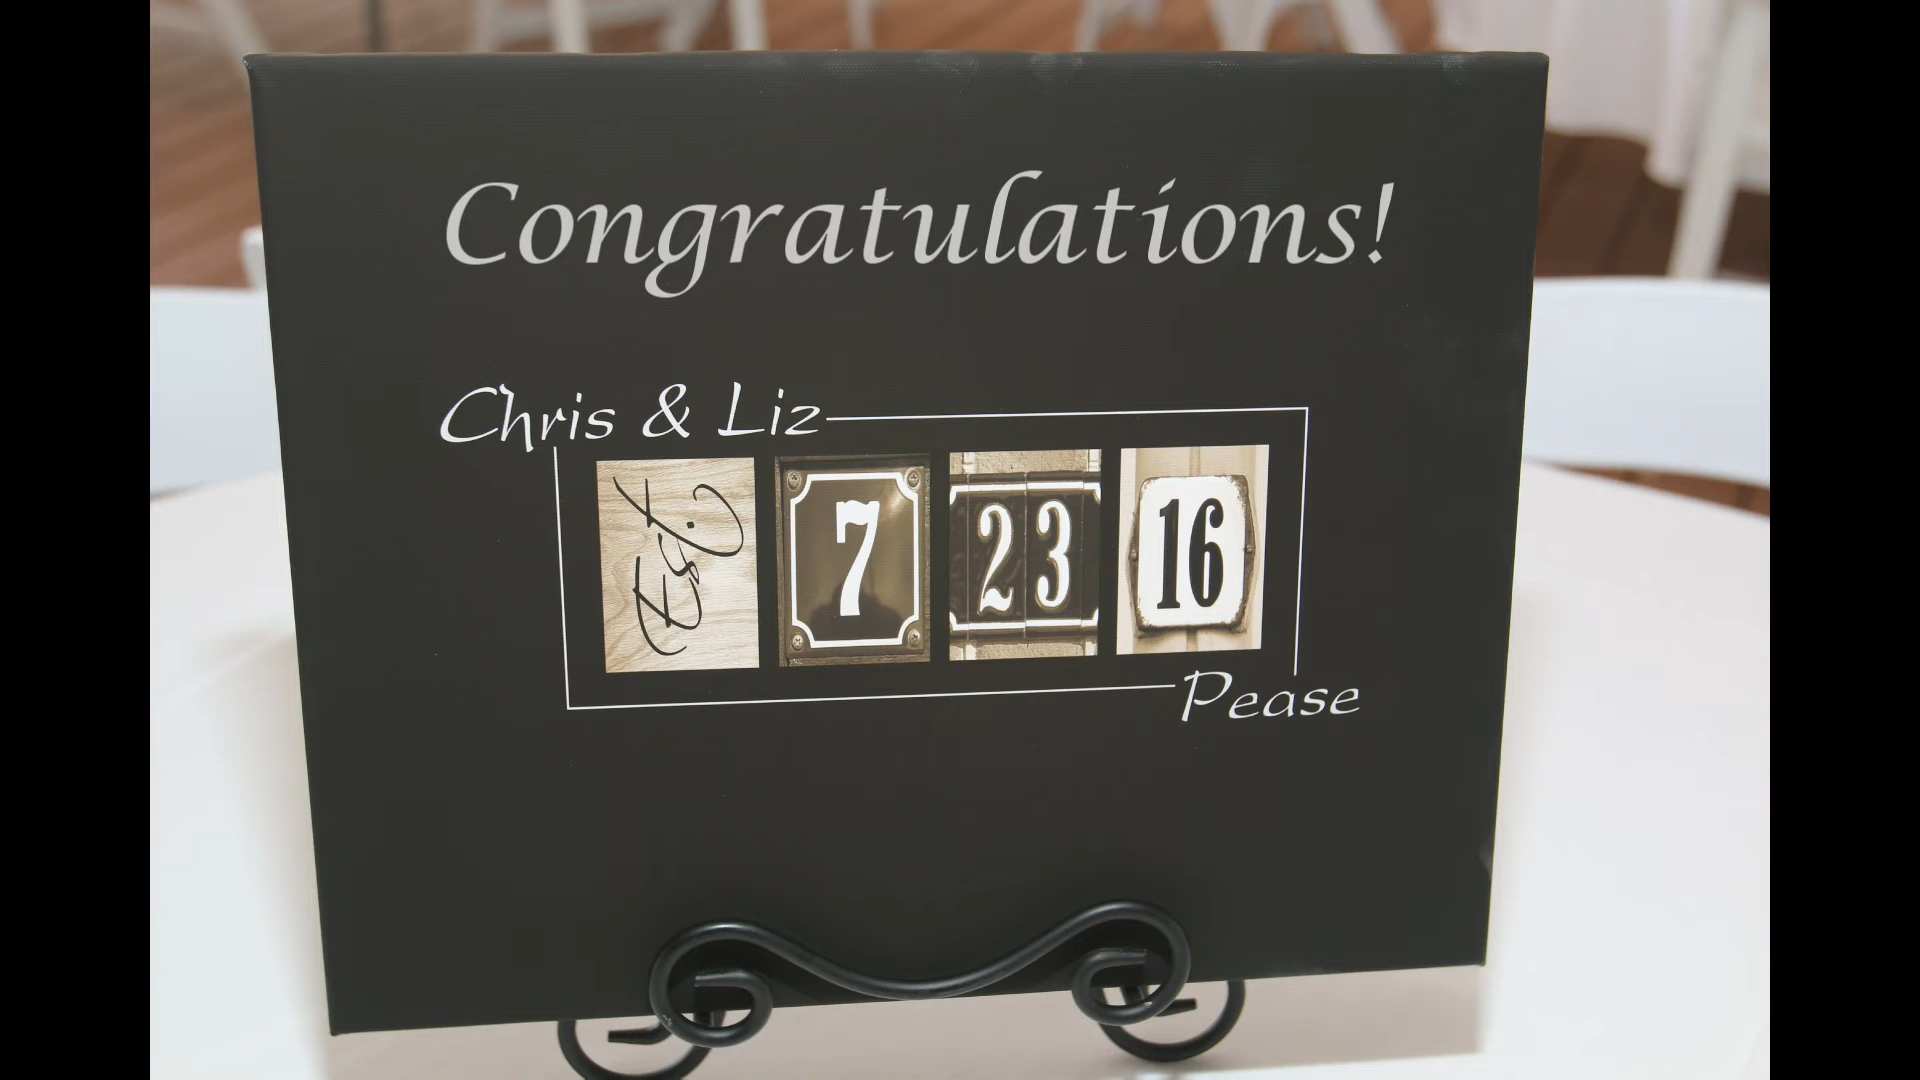 Congratulations!
Chris & Liz
Est. 7 23 16
Pease